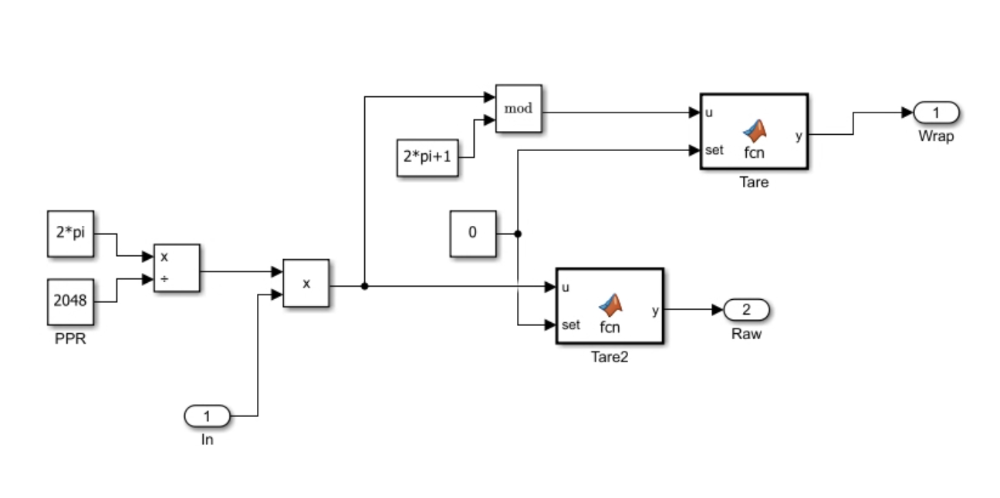 mod
u
set
fcn
y
Tare
1
Wrap
2*pi+1
2*pi
2048
PPR
x
÷
x
0
u
set
fcn
y
Tare2
2
Raw
1
In